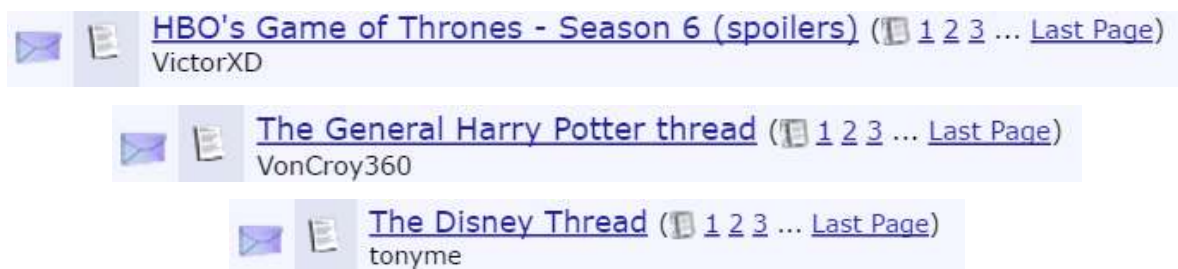 HBO's Game of Thrones - Season 6 (spoilers) (1 2 3 ... Last Page)
VictorXD
The General Harry Potter thread (1 2 3 ... Last Page)
VonCroy360
The Disney Thread (1 2 3 ... Last Page)
tonyme